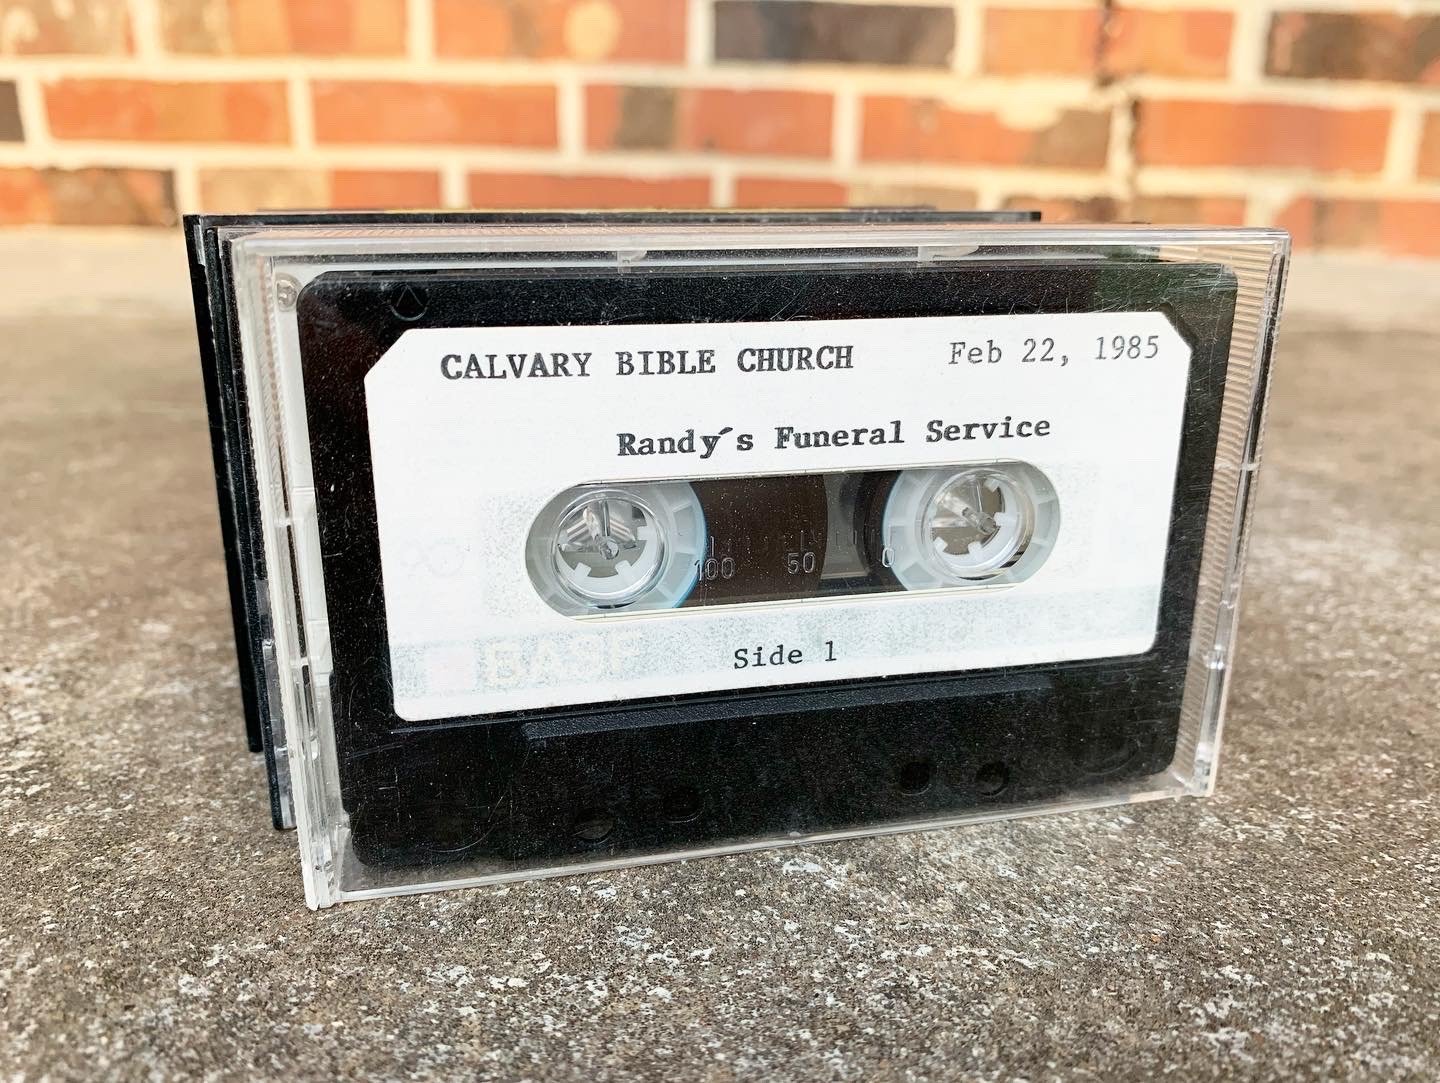 CALVARY BIBLE CHURCH Feb 22, 1985
Randy´s Funeral Service
100 50 0
BASF
Side 1